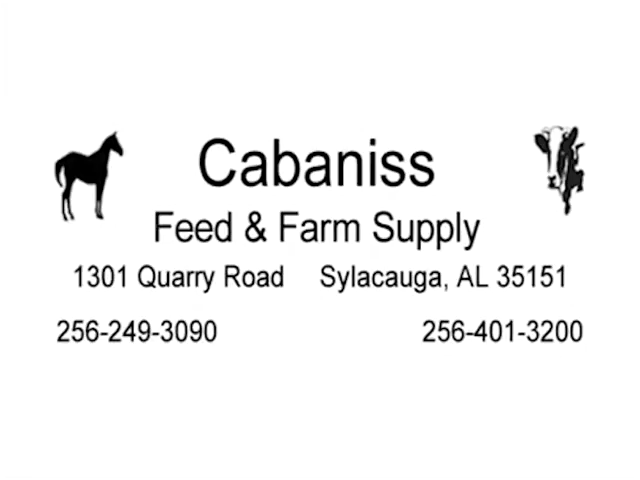 Cabaniss
Feed & Farm Supply
1301 Quarry Road Sylacauga, AL 35151
256-249-3090 256-401-3200